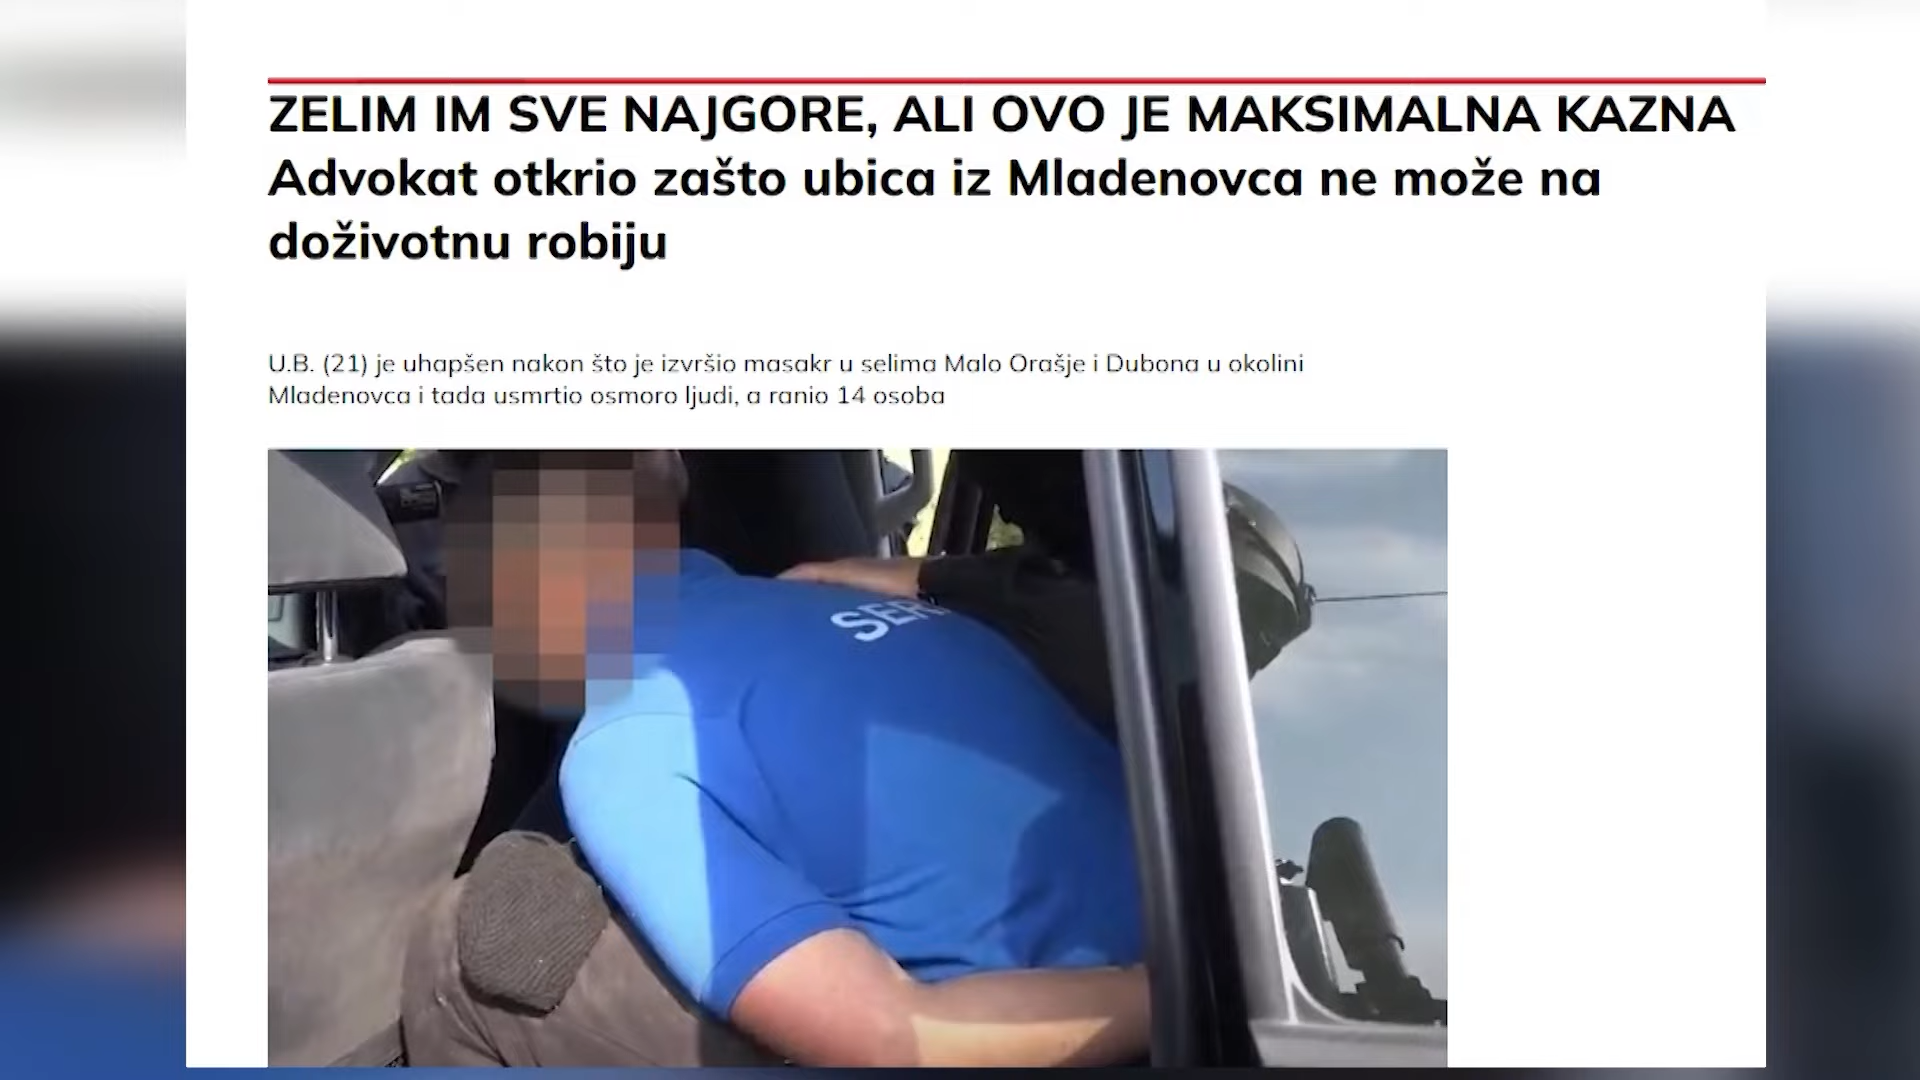 ZELIM IM SVE NAJGORE, ALI OVO JE MAKSIMALNA KAZNA
Advokat otkrio zašto ubica iz Mladenovca ne može na
doživotnu robiju
U.B. (21) je uhapšen nakon što je izvršio masakr u selima Malo Orašje i Dubona u okolini
Mladenovca i tada usmrtio osmoro ljudi, a ranio 14 osoba
SER